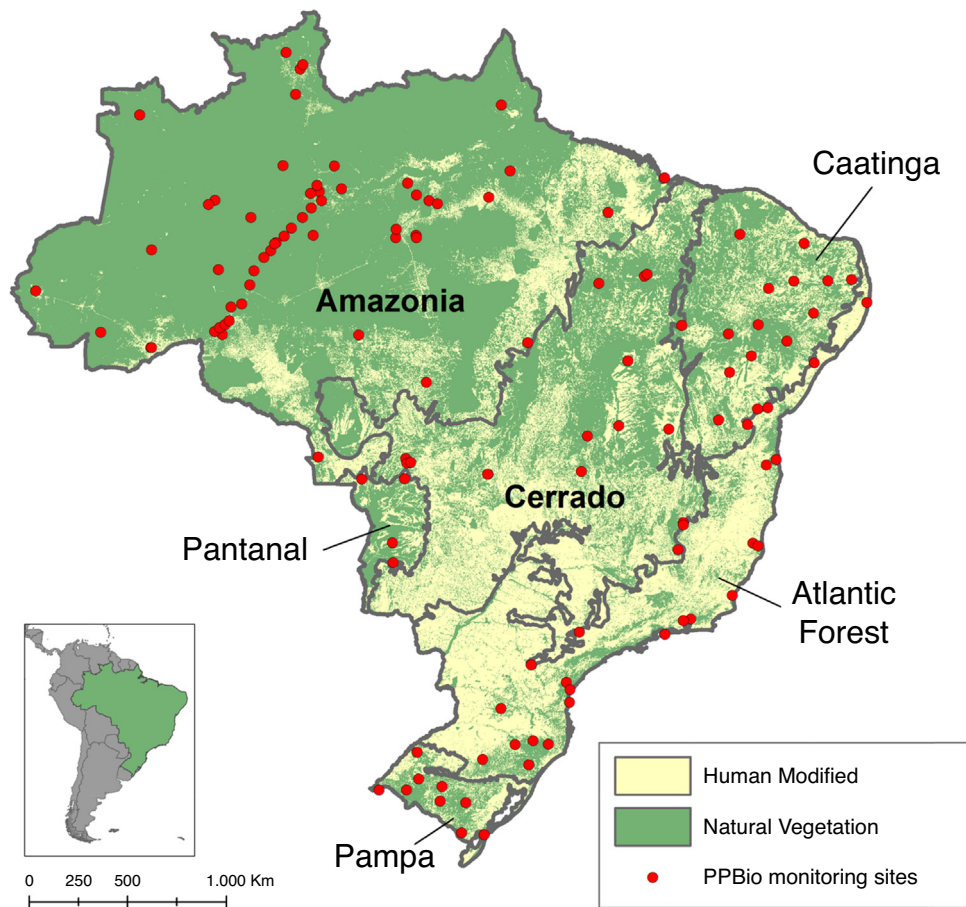 Caatinga
Amazonia
Cerrado
Pantanal
Atlantic
Forest
Pampa
Human Modified
Natural Vegetation
PPBio monitoring sites
0 250 500 1.000 Km